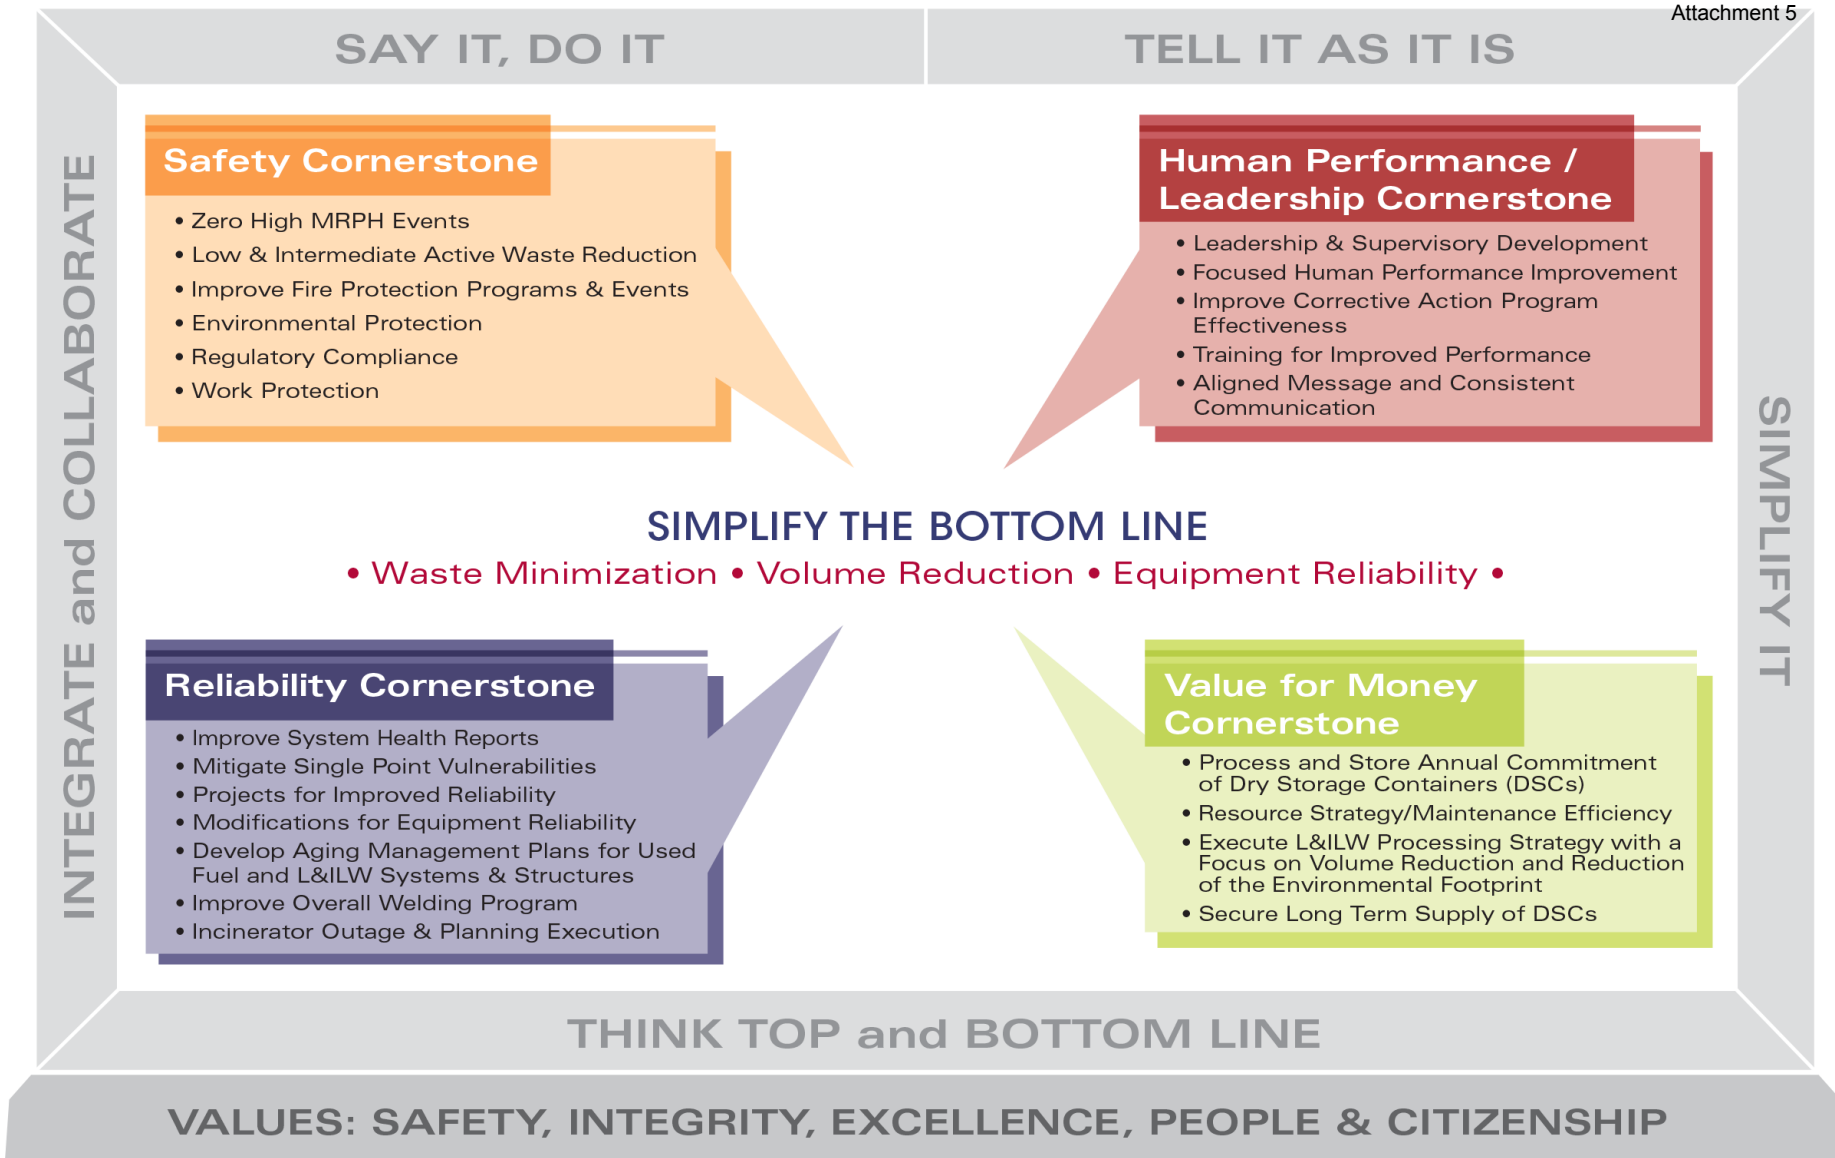 Attachment 5
SAY IT, DO IT
TELL IT AS IT IS
INTEGRATE and COLLABORATE
SIMPLIFY IT
Safety Cornerstone
• Zero High MRPH Events
• Low & Intermediate Active Waste Reduction
• Improve Fire Protection Programs & Events
• Environmental Protection
• Regulatory Compliance
• Work Protection
Human Performance /
Leadership Cornerstone
• Leadership & Supervisory Development
• Focused Human Performance Improvement
• Improve Corrective Action Program
Effectiveness
• Training for Improved Performance
• Aligned Message and Consistent
Communication
SIMPLIFY THE BOTTOM LINE
• Waste Minimization • Volume Reduction • Equipment Reliability •
Reliability Cornerstone
• Improve System Health Reports
• Mitigate Single Point Vulnerabilities
• Projects for Improved Reliability
• Modifications for Equipment Reliability
• Develop Aging Management Plans for Used
Fuel and L&ILW Systems & Structures
• Improve Overall Welding Program
• Incinerator Outage & Planning Execution
Value for Money
Cornerstone
• Process and Store Annual Commitment
of Dry Storage Containers (DSCs)
• Resource Strategy/Maintenance Efficiency
• Execute L&ILW Processing Strategy with a
Focus on Volume Reduction and Reduction
of the Environmental Footprint
• Secure Long Term Supply of DSCs
THINK TOP and BOTTOM LINE
VALUES: SAFETY, INTEGRITY, EXCELLENCE, PEOPLE & CITIZENSHIP